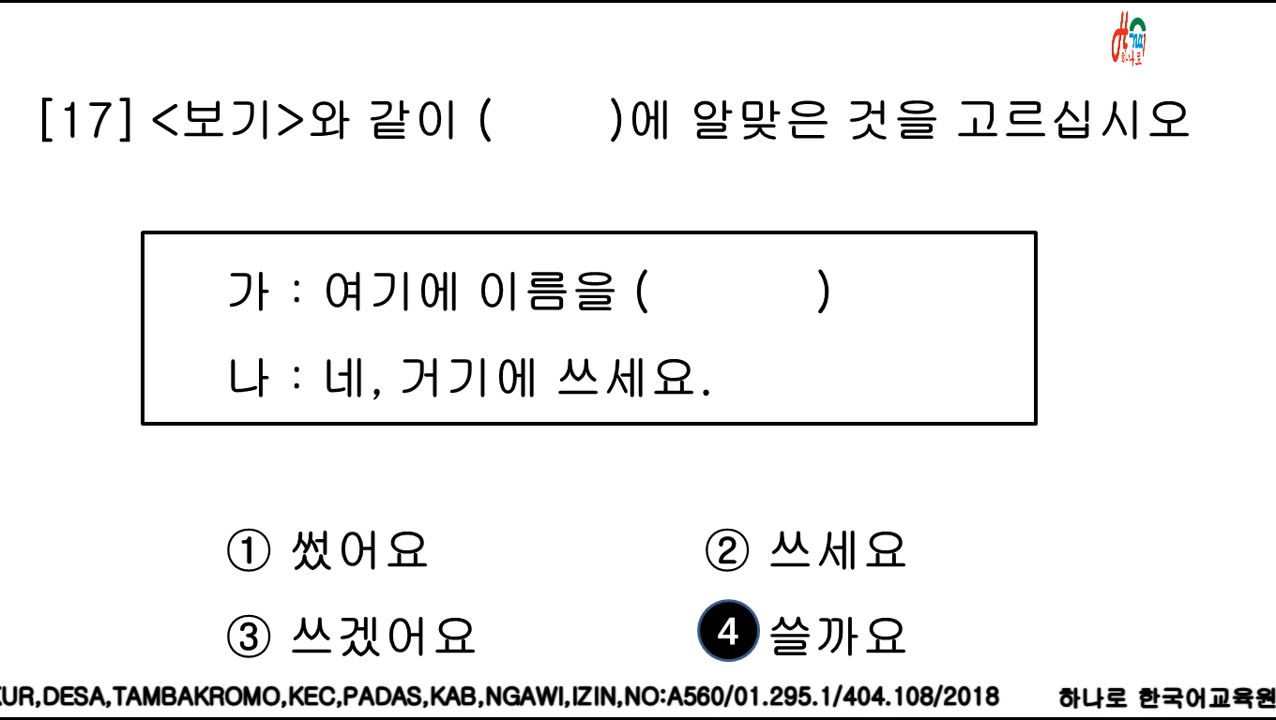 하나로
[17] <보기>와 같이 ( )에 알맞은 것을 고르십시오
가 : 여기에 이름을 ( )
나 : 네, 거기에 쓰세요.
① 썼어요 ② 쓰세요
③ 쓰겠어요 4 쓸까요
UR,DESA,TAMBAKROMO,KEC,PADAS,KAB,NGAWI,IZIN,NO:A560/01.295.1/404.108/2018 하나로 한국어교육원